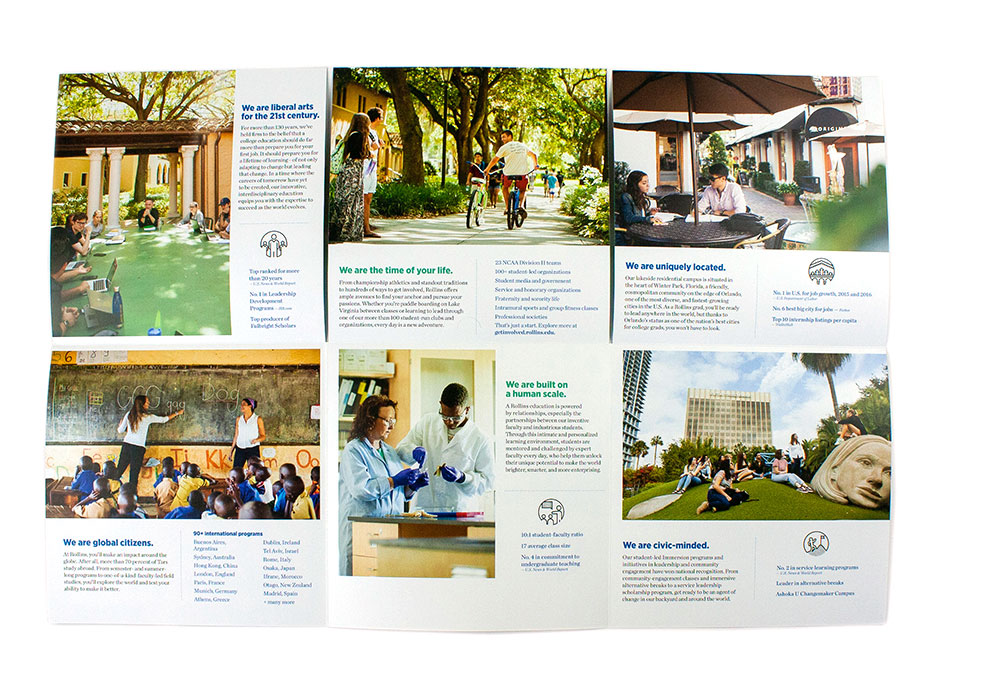 We are liberal arts
for the 21st century.
For more than 130 years, we've
held firm to the belief that a
college education should do far
more than prepare you for your
first job. It should prepare you for
a lifetime of learning – of not only
adapting to change but leading
that change. In a time where the
careers of tomorrow have yet
to be created, our innovative,
interdisciplinary education
equips you with the expertise to
succeed as the world evolves.
Top ranked for more
than 20 years
– U.S. News & World Report
No. 1 in Leadership
Development
Programs
Top producer of
Fulbright Scholars
We are the time of your life.
From championship athletics and standout traditions
to hundreds of ways to get involved, Rollins offers
ample avenues to find your anchor and pursue your
passions. Whether you're paddle boarding on Lake
Virginia between classes or learning to lead through
one of our more than 100 student-run clubs and
organizations, every day is a new adventure.
23 NCAA Division II teams
100+ student-led organizations
Student media and government
Service and honorary organizations
Fraternity and sorority life
Intramural sports and group fitness classes
Professional societies
That's just a start. Explore more at
getinvolved.rollins.edu.
ORIGINS
We are uniquely located.
Our lakeside residential campus is situated in
the heart of Winter Park, Florida, a friendly,
cosmopolitan community on the edge of Orlando,
one of the most diverse, and fastest-growing
cities in the U.S. As a Rollins grad, you'll be ready
to lead anywhere in the world, but thanks to
Orlando's status as one of the nation's best cities
for college grads, you won't have to look.
No. 1 in U.S. for job growth, 2015 and 2016
– U.S. Department of Labor
No. 6 best big city for jobs – Forbes
Top 10 internship listings per capita
GGG gag Dog
We are global citizens.
At Rollins, you'll make an impact around the
globe. After all, more than 70 percent of Tars
study abroad. From semester- and summer-
long programs to one-of-a-kind faculty-led field
studies, you'll explore the world and test your
ability to make it better.
90+ international programs
Buenos Aires,
Argentina
Sydney, Australia
Hong Kong, China
London, England
Paris, France
Munich, Germany
Athens, Greece
Dublin, Ireland
Tel Aviv, Israel
Rome, Italy
Osaka, Japan
Ifrane, Morocco
Otago, New Zealand
Madrid, Spain
+ many more
We are built on
a human scale.
A Rollins education is powered
by relationships, especially the
partnerships between our inventive
faculty and industrious students.
Through this intimate and personalized
learning environment, students are
mentored and challenged by expert
faculty every day, who help them unlock
their unique potential to make the world
brighter, smarter, and more enterprising.
10:1 student-faculty ratio
17 average class size
No. 4 in commitment to
undergraduate teaching
– U.S. News & World Report
We are civic-minded.
Our student-led Immersion programs and
initiatives in leadership and community
engagement have won national recognition. From
community-engagement classes and immersive
alternative breaks to a service leadership
scholarship program, get ready to be an agent of
change in our backyard and around the world.
No. 2 in service learning programs
– U.S. News & World Report
Leader in alternative breaks
Ashoka U Changemaker Campus